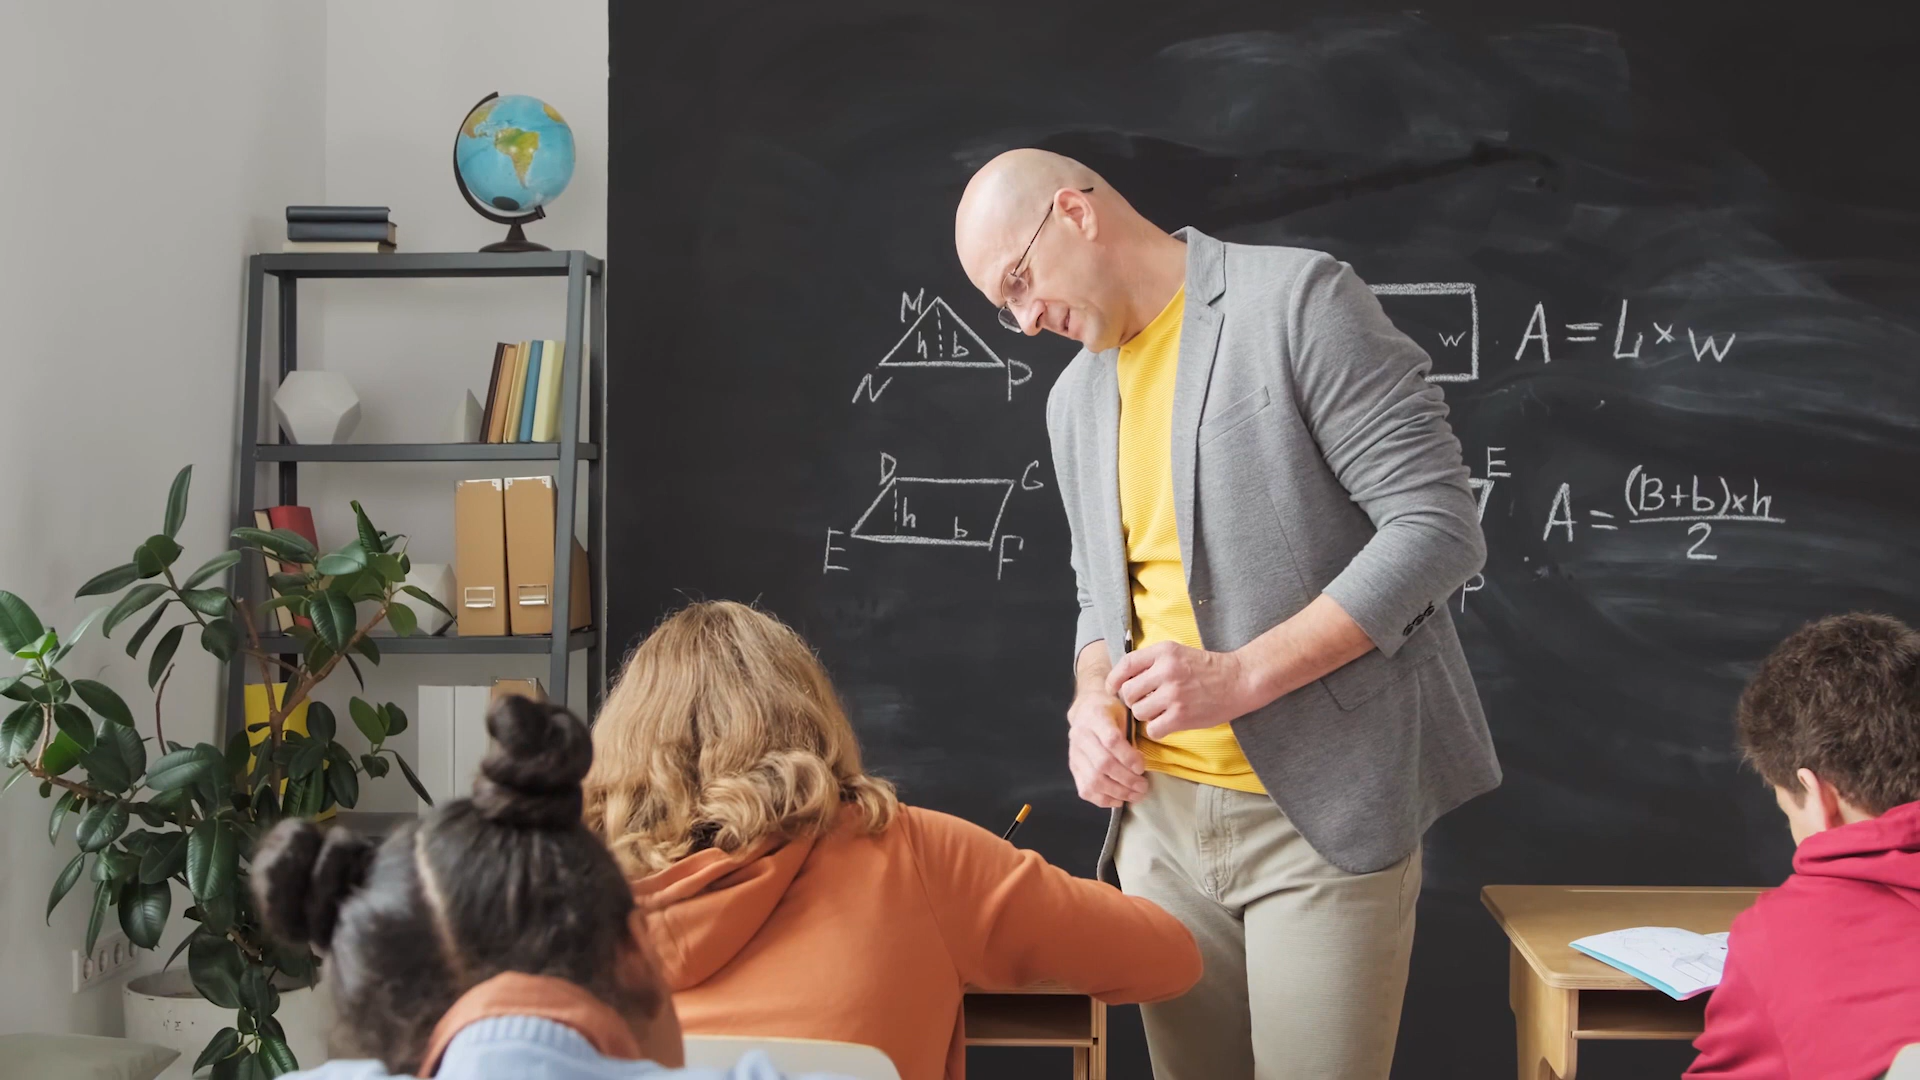 M
h b
N P
w
A = L × w
D G
h b
E F
E
P
A = (B+b)×h
2